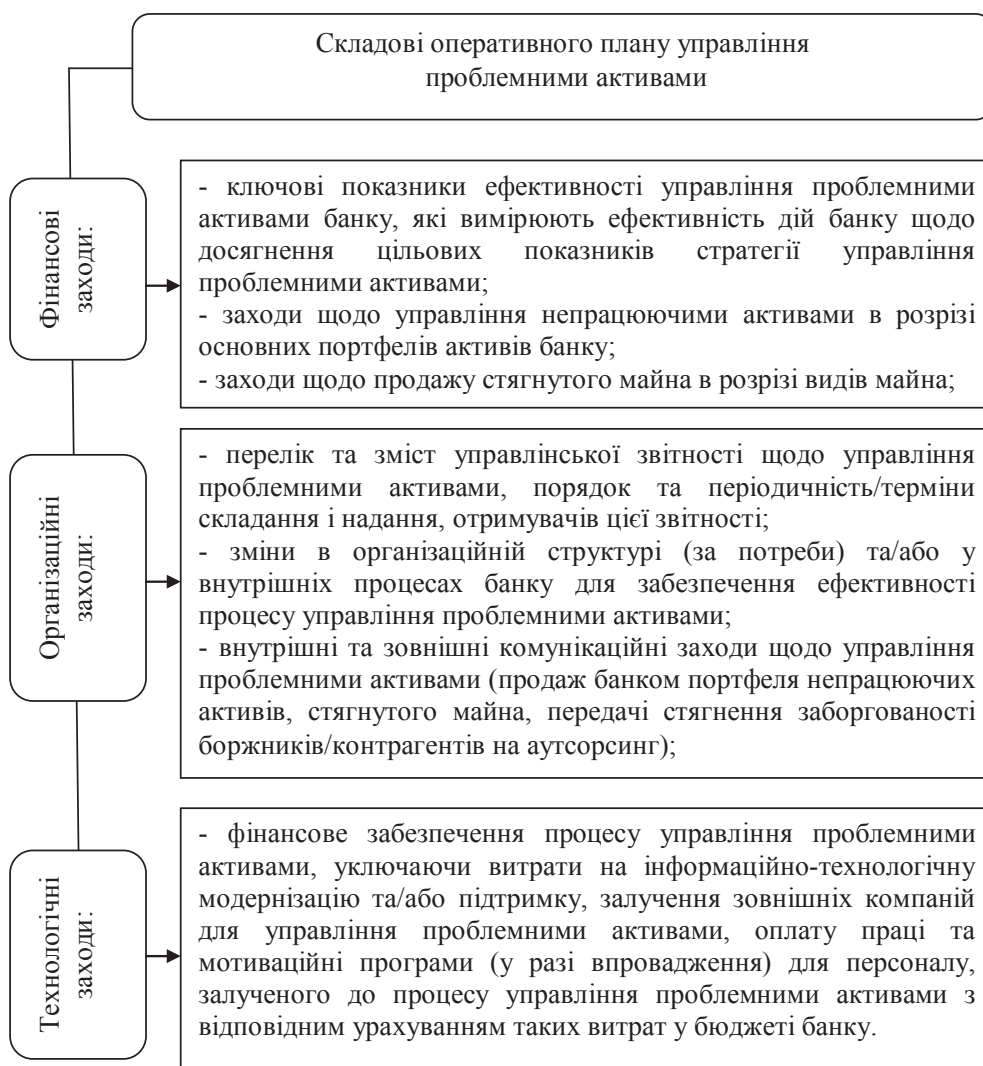 Складові оперативного плану управління
проблемними активами
Фінансові
заходи:
- ключові показники ефективності управління проблемними
активами банку, які вимірюють ефективність дій банку щодо
досягнення цільових показників стратегії управління
проблемними активами;
- заходи щодо управління непрацюючими активами в розрізі
основних портфелів активів банку;
- заходи щодо продажу стягнутого майна в розрізі видів майна;
Організаційні
заходи:
- перелік та зміст управлінської звітності щодо управління
проблемними активами, порядок та періодичність/терміни
складання і надання, отримувачів цієї звітності;
- зміни в організаційній структурі (за потреби) та/або у
внутрішніх процесах банку для забезпечення ефективності
процесу управління проблемними активами;
- внутрішні та зовнішні комунікаційні заходи щодо управління
проблемними активами (продаж банком портфеля непрацюючих
активів, стягнутого майна, передачі стягнення заборгованості
боржників/контрагентів на аутсорсинг);
Технологічні
заходи:
- фінансове забезпечення процесу управління проблемними
активами, уключаючи витрати на інформаційно-технологічну
модернізацію та/або підтримку, залучення зовнішніх компаній
для управління проблемними активами, оплату праці та
мотиваційні програми (у разі впровадження) для персоналу,
залученого до процесу управління проблемними активами з
відповідним урахуванням таких витрат у бюджеті банку.